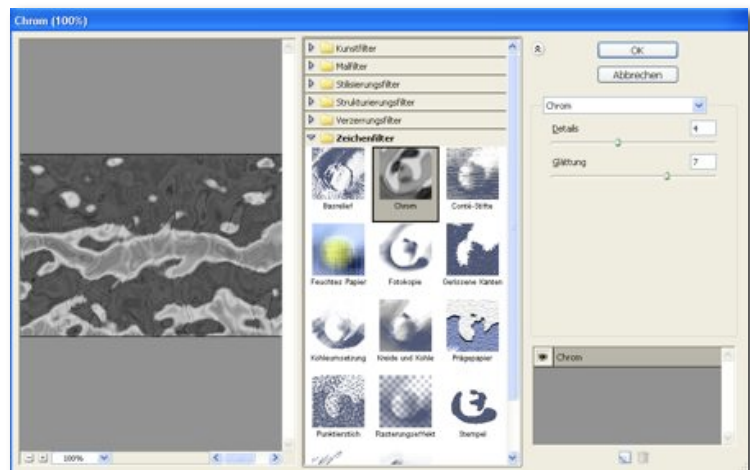 Chrom (100%)
Kunstfilter
Malfilter
Stilisierungsfilter
Strukturierungsfilter
Verzerrungsfilter
Zeichenfilter
Basrelief
Chrom
Conté-Stifte
Feuchtes Papier
Fotokopie
Gerissene Kanten
Kohleumsetzung
Kreide und Kohle
Prägepapier
Punktierstich
Rasterungseffekt
Stempel
100%
OK
Abbrechen
Chrom
Details
4
Glättung
7
Chrom